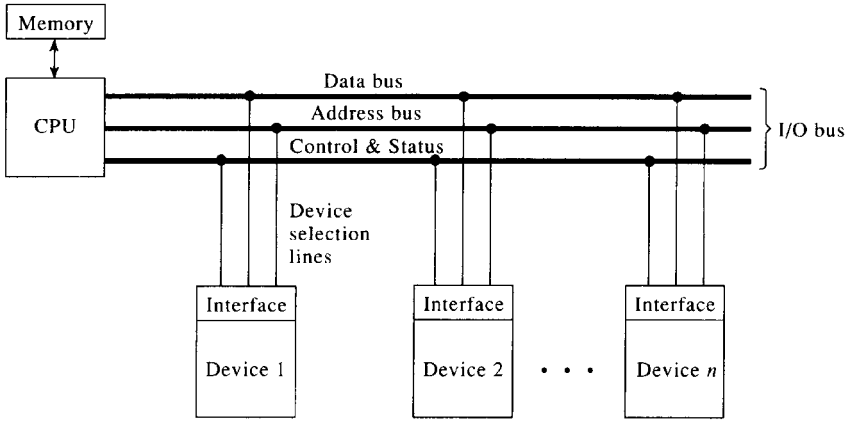 Memory
CPU
Data bus
Address bus
Control & Status
I/O bus
Device
selection
lines
Interface
Device 1
Interface
Device 2
. . .
Interface
Device n